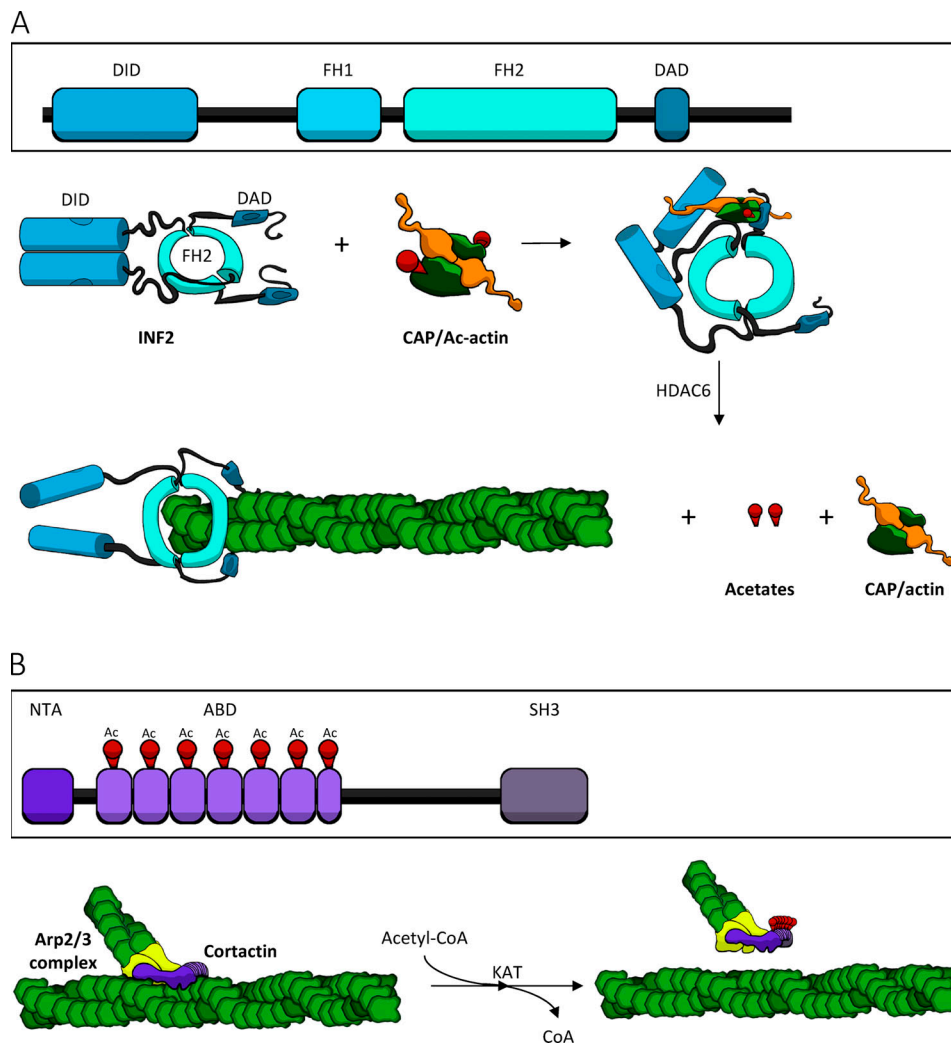 A
DID FH1 FH2 DAD
DID DAD
FH2
+
INF2
CAP/Ac-actin
HDAC6
+ +
Acetates
CAP/actin
B
NTA ABD SH3
Ac Ac Ac Ac Ac Ac Ac
Arp2/3
complex
Cortactin
Acetyl-CoA
KAT
CoA